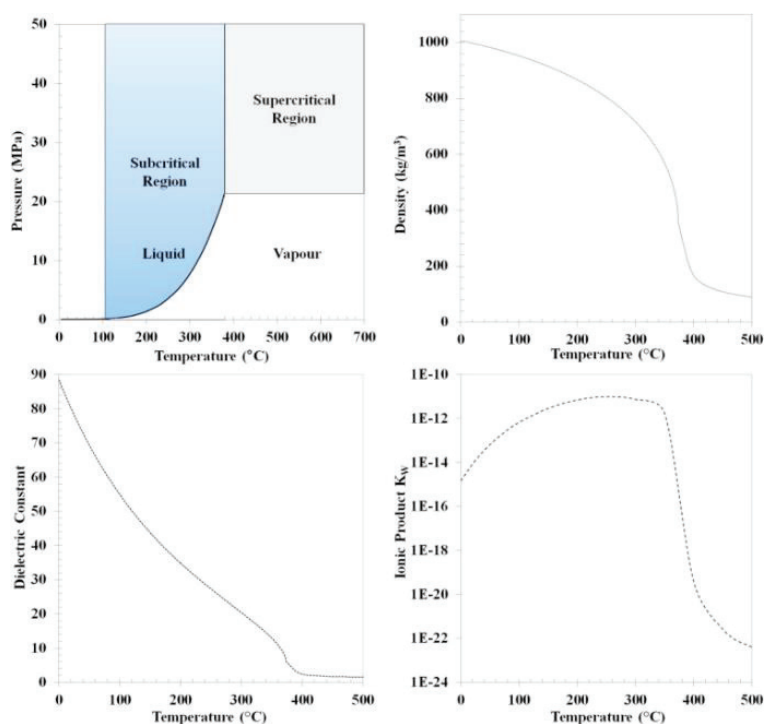 50
40
30
20
10
0
Pressure (MPa)
Subcritical
Region
Liquid
Supercritical
Region
Vapour
0 100 200 300 400 500 600 700
Temperature (°C)
1000
800
600
400
200
0
Density (kg/m³)
0 100 200 300 400 500
Temperature (°C)
90
80
70
60
50
40
30
20
10
0
Dielectric Constant
0 100 200 300 400 500
Temperature (°C)
1E-10
1E-12
1E-14
1E-16
1E-18
1E-20
1E-22
1E-24
Ionic Product K_W
0 100 200 300 400 500
Temperature (°C)